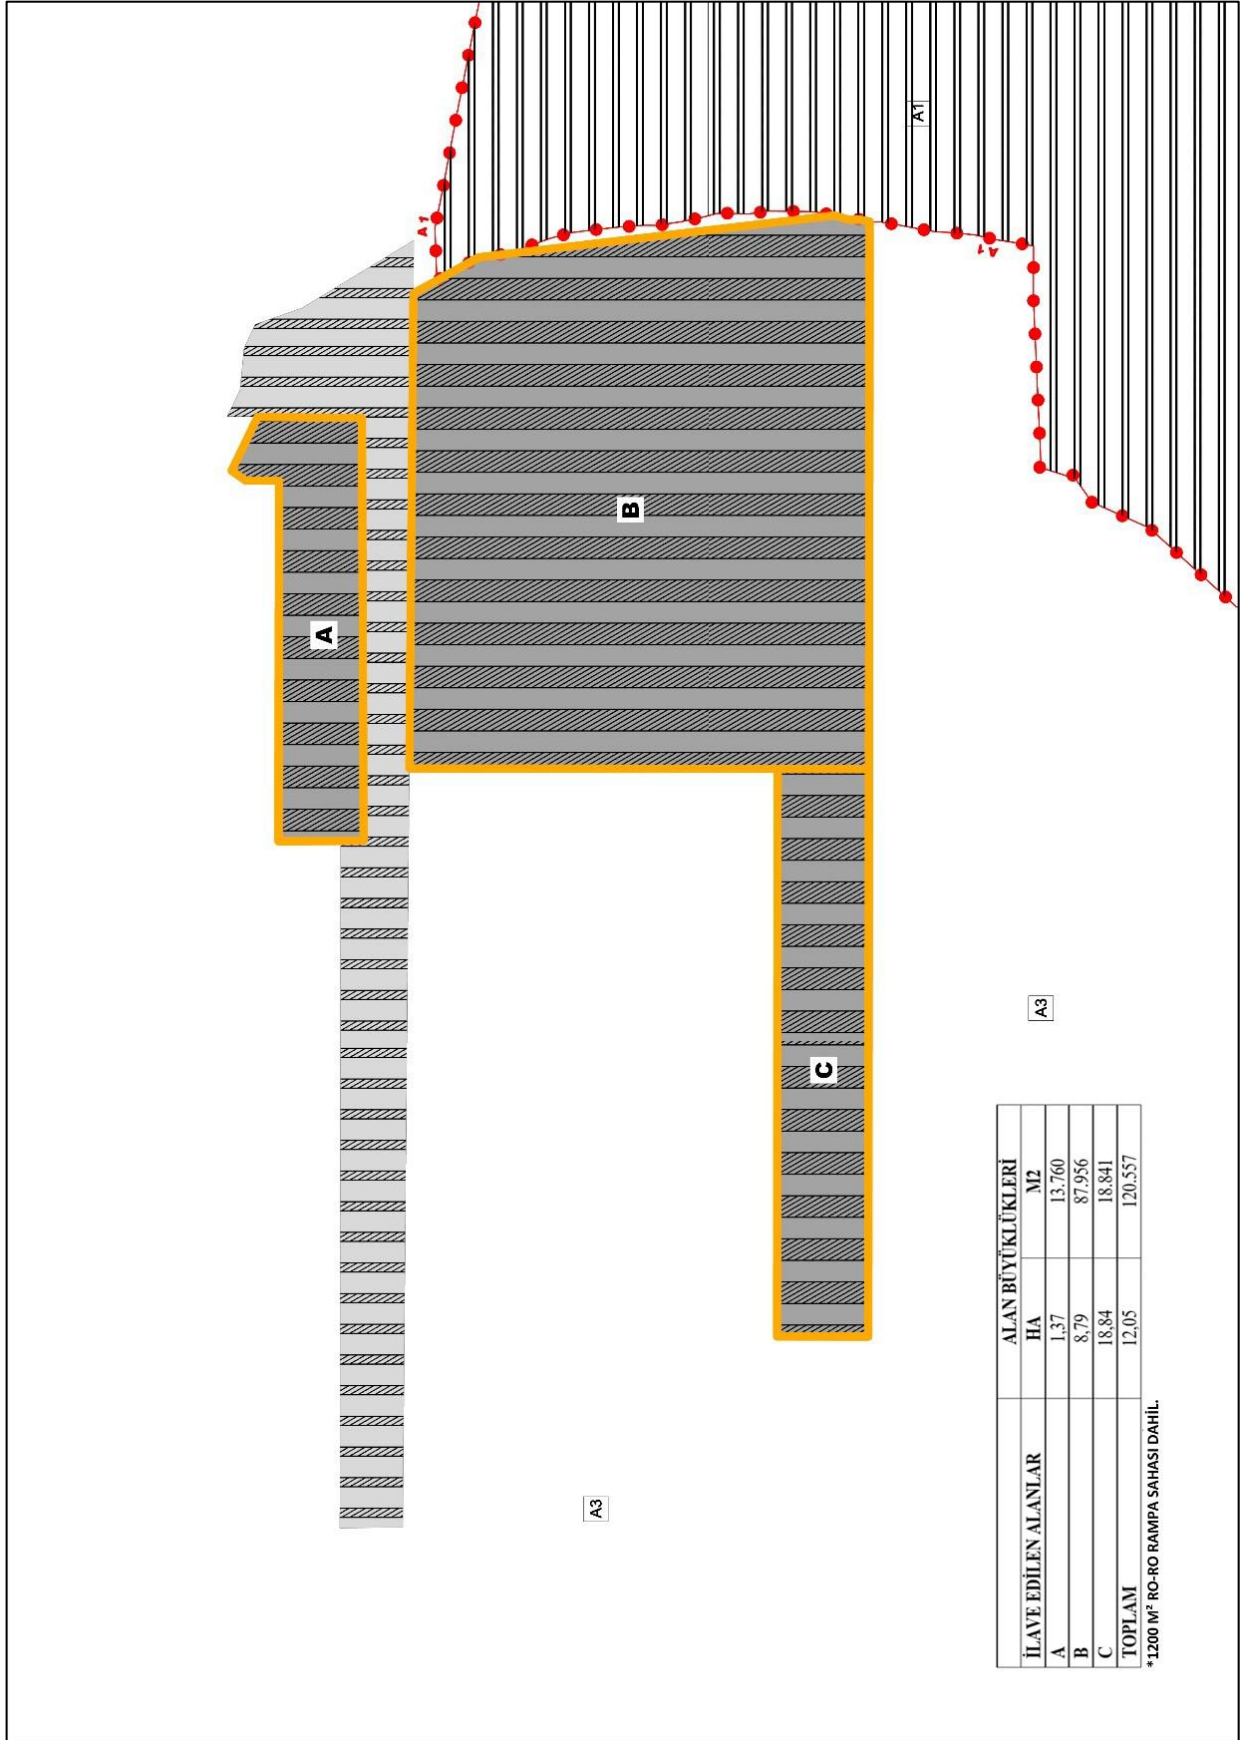 A1
A1
A1
A
B
C
A3
A3
ALAN BÜYÜKLÜKLERİ
İLAVE EDİLEN ALANLAR HA M2
A 1,37 13.760
B 8,79 87.956
C 18,84 18.841
TOPLAM 12,05 120.557
*1200 M² RO-RO RAMPA SAHASI DAHİL.